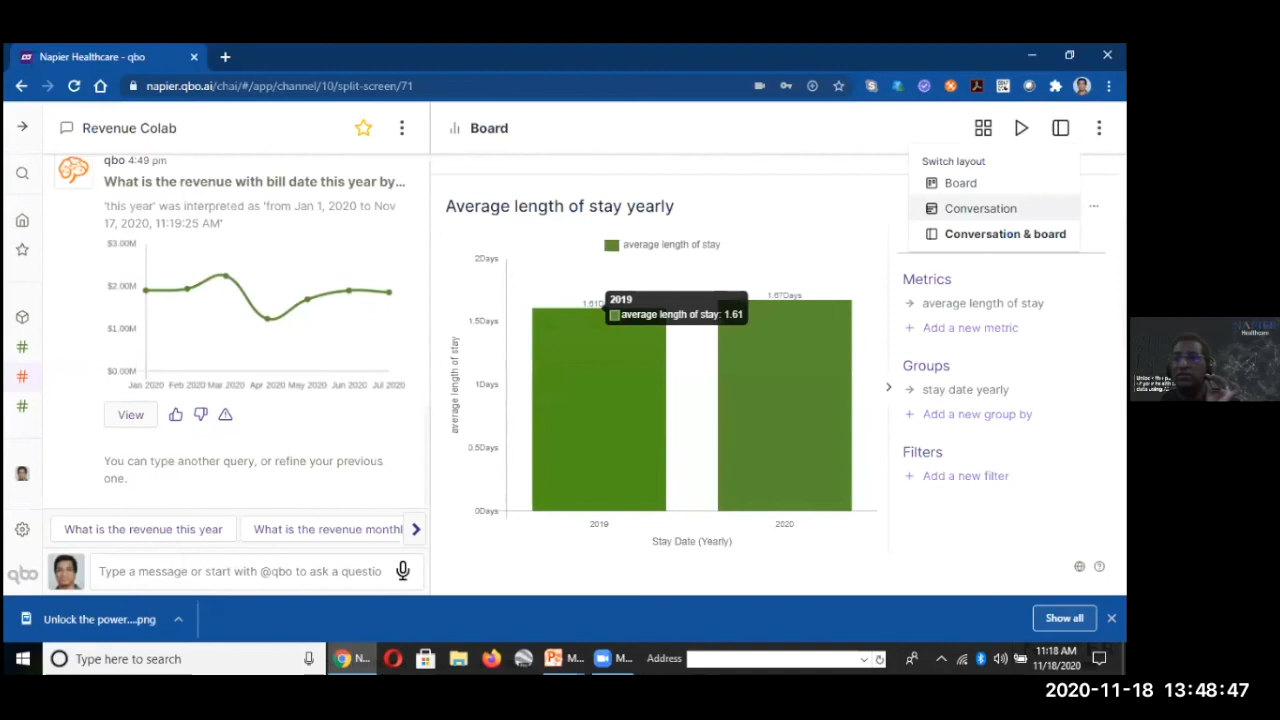 Napier Healthcare - qbo
napier.qbo.ai/chai/#/app/channel/10/split-screen/71
Revenue Colab
qbo 4:49 pm
What is the revenue with bill date this year by...
'this year' was interpreted as 'from Jan 1, 2020 to Nov
17, 2020, 11:19:25 AM'
$3.00M
$2.00M
$1.00M
$0.00M
Jan 2020 Feb 2020 Mar 2020 Apr 2020 May 2020 Jun 2020 Jul 2020
View
You can type another query, or refine your previous
one.
What is the revenue this year
What is the revenue monthl
Type a message or start with @qbo to ask a questio
qbo
Board
Switch layout
Board
Conversation
Conversation & board
Average length of stay yearly
average length of stay
2Days
1.5Days
1Days
0.5Days
0Days
average length of stay
1.61D
2019
average length of stay: 1.61
1.67Days
2019
2020
Stay Date (Yearly)
Metrics
average length of stay
+ Add a new metric
Groups
stay date yearly
+ Add a new group by
Filters
+ Add a new filter
Unlock the power....png
Show all
Type here to search
N...
M...
M...
Address
11:18 AM
11/18/2020
NAPIER
Healthcare
2020-11-18 13:48:47